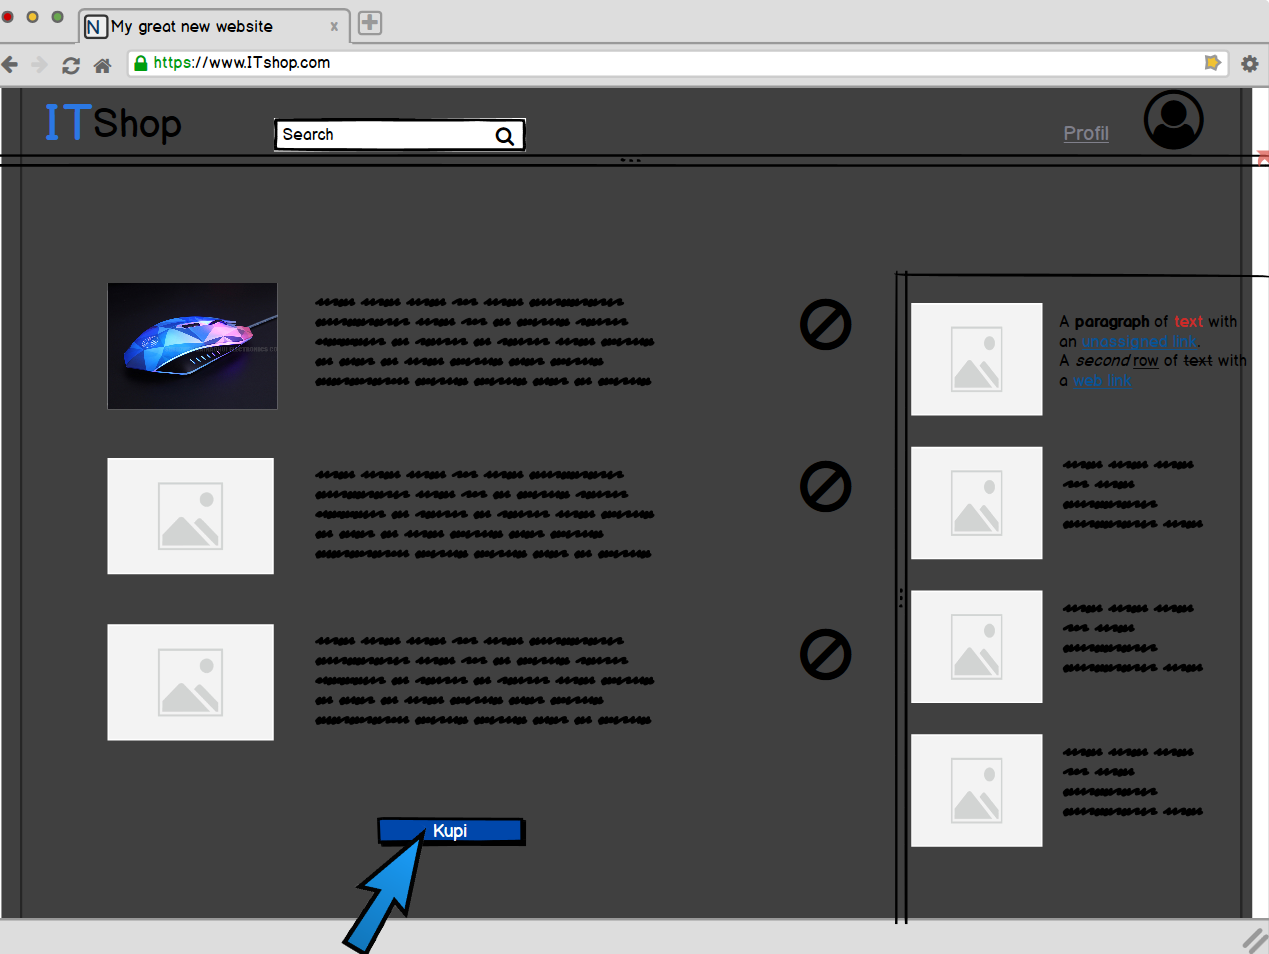 N My great new website x
https://www.ITshop.com
ITShop
Search
Profil
A paragraph of text with
an unassigned link.
A second row of text with
a web link
Kupi